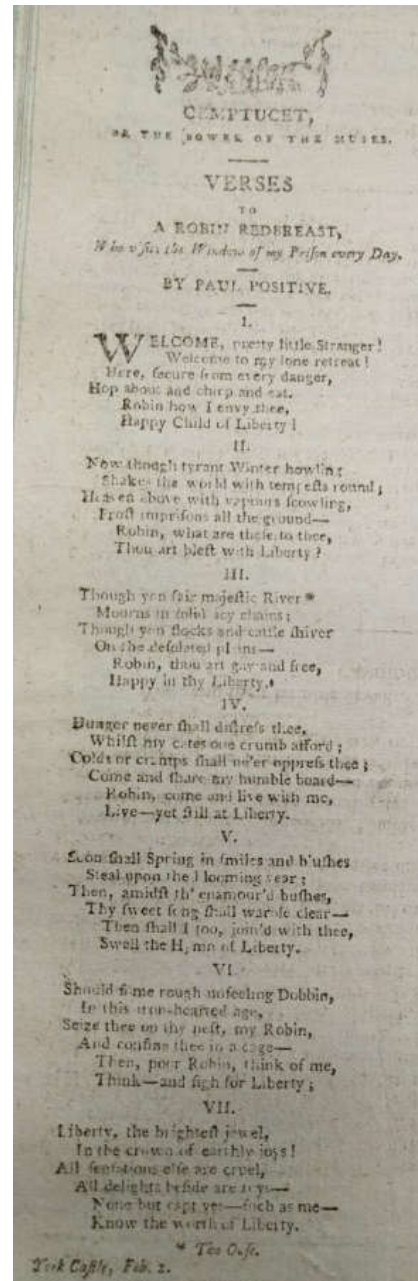 CEMPTUCET,
OR THE BOWER OF THE MUSES.
VERSES
TO
A ROBIN REDBREAST,
Who visits the Window of my Priſon every Day.
BY PAUL POSITIVE.
I.
WELCOME, pretty little Stranger!
Welcome to my lone retreat!
Here, ſecure from every danger,
Hop about and chirp and eat.
Robin how I envy thee,
Happy Child of Liberty!
II.
Now though tyrant Winter howling
Shakes the world with tempeſts round;
Heaven above with vapours ſcowling,
Froſt impriſons all the ground—
Robin, what are theſe to thee,
Thou art bleſt with Liberty?
III.
Though yon fair majeſtic River*
Mourns in ſolid icy chains;
Though yon flocks and cattle ſhiver
On the deſolated plains—
Robin, thou art gay and free,
Happy in thy Liberty.
IV.
Hunger never ſhall diſtreſs thee,
Whilſt my cates one crumb afford;
Colds or cramps ſhall ne'er oppreſs thee;
Come and ſhare my humble board—
Robin, come and live with me,
Live—yet ſtill at Liberty.
V.
Soon ſhall Spring in ſmiles and bluſhes
Steal upon the blooming year;
Then, amidſt th' enamour'd buſhes,
Thy ſweet ſong ſhall warble clear—
Then ſhall I too, join'd with thee,
Swell the Hymn of Liberty.
VI.
Should ſome rough unfeeling Dobbin,
In this iron-hearted age,
Seize thee on thy neſt, my Robin,
And confine thee in a cage—
Then, poor Robin, think of me,
Think—and ſigh for Liberty;
VII.
Liberty, the brighteſt jewel,
In the crown of earthly joys!
All ſenſations elſe are cruel,
All delights beſide are toys—
None but captives—ſuch as me—
Know the worth of Liberty.
* The Ouſe.
York Caſtle, Feb. 2.